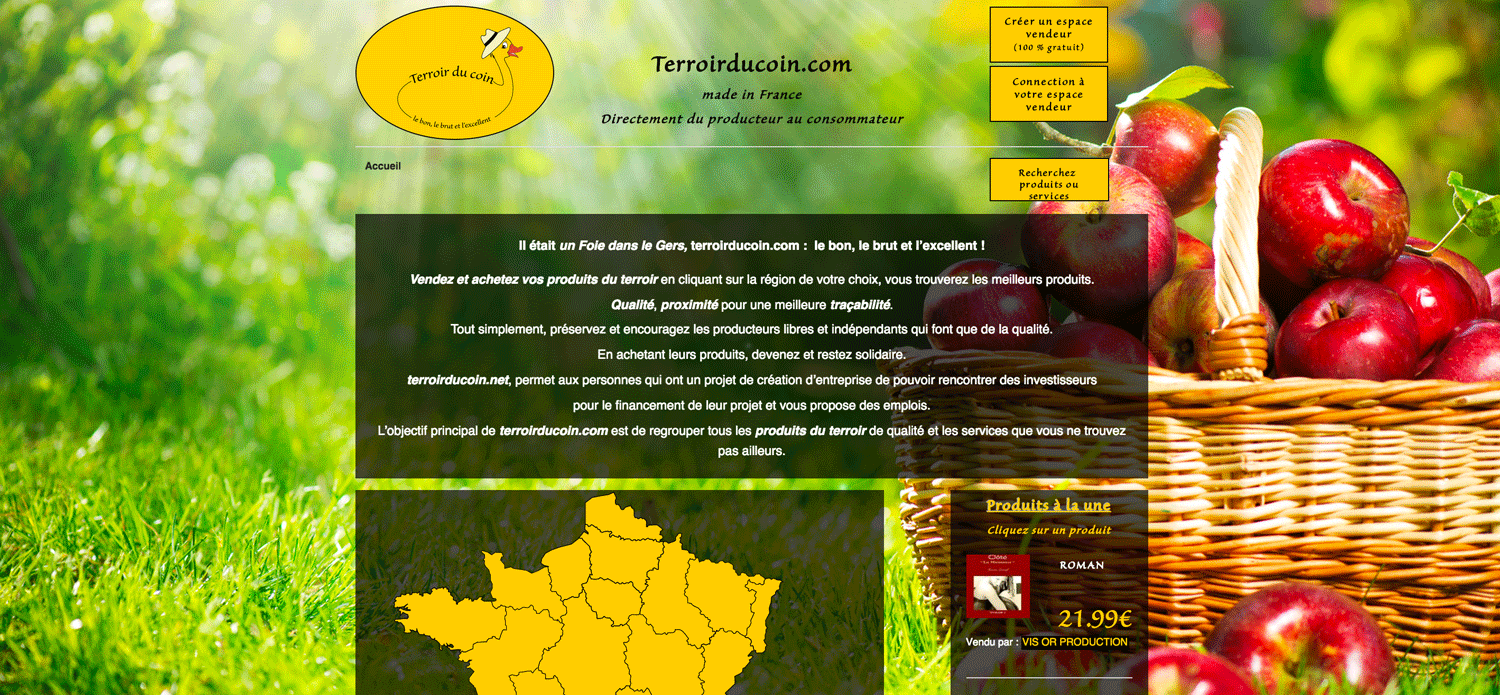 Terroir du coin
le bon, le brut et l'excellent
Terroirducoin.com
made in France
Directement du producteur au consommateur
Créer un espace
vendeur
(100 % gratuit)
Connection à
votre espace
vendeur
Accueil
Recherchez
produits ou
services
Il était un Foie dans le Gers, terroirducoin.com : le bon, le brut et l'excellent !
Vendez et achetez vos produits du terroir en cliquant sur la région de votre choix, vous trouverez les meilleurs produits.
Qualité, proximité pour une meilleure traçabilité.
Tout simplement, préservez et encouragez les producteurs libres et indépendants qui font que de la qualité.
En achetant leurs produits, devenez et restez solidaire.
terroirducoin.net, permet aux personnes qui ont un projet de création d'entreprise de pouvoir rencontrer des investisseurs
pour le financement de leur projet et vous propose des emplois.
L'objectif principal de terroirducoin.com est de regrouper tous les produits du terroir de qualité et les services que vous ne trouvez
pas ailleurs.
Produits à la une
Cliquez sur un produit
ROMAN
21.99€
Vendu par : VIS OR PRODUCTION